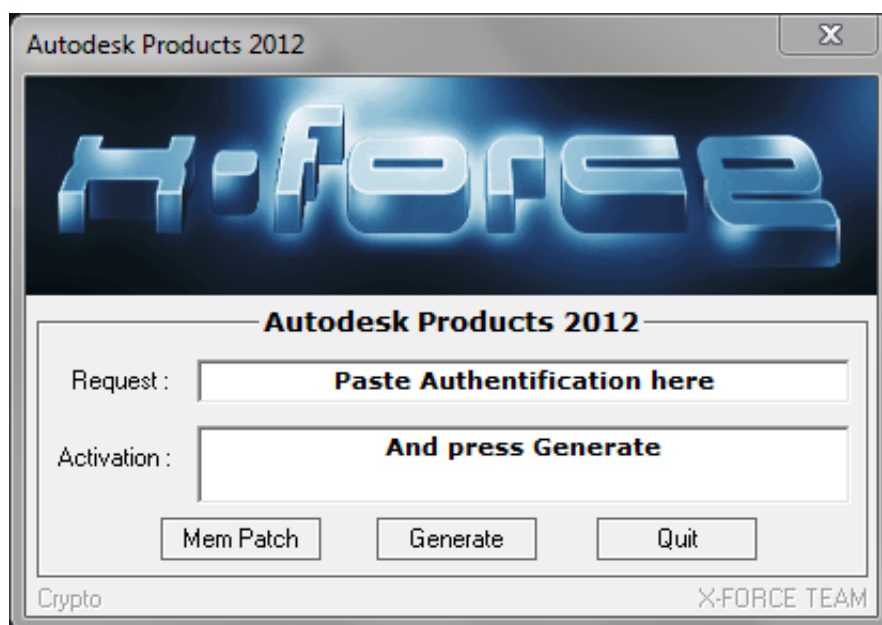 Autodesk Products 2012
x-force
Autodesk Products 2012
Request :
Paste Authentification here
Activation :
And press Generate
Mem Patch
Generate
Quit
Crypto
X-FORCE TEAM